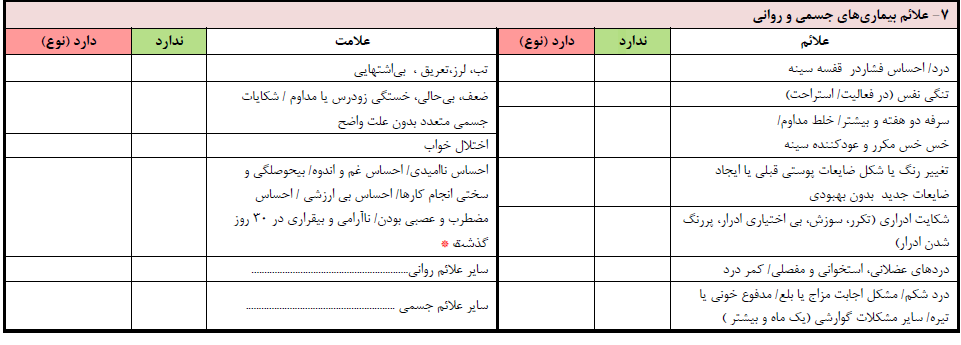 ۷- علائم بیماری‌های جسمی و روانی
علائم
ندارد
دارد (نوع)
درد/ احساس فشاردر قفسه سینه
تنگی نفس (در فعالیت/ استراحت)
سرفه دو هفته و بیشتر/ خلط مداوم/
خس خس مکرر و عودکننده سینه
تغییر رنگ یا شکل ضایعات پوستی قبلی یا ایجاد
ضایعات جدید بدون بهبودی
شکایت ادراری (تکرر، سوزش، بی اختیاری ادرار، پررنگ
شدن ادرار)
دردهای عضلانی، استخوانی و مفصلی/ کمر درد
درد شکم/ مشکل اجابت مزاج یا بلع/ مدفوع خونی یا
تیره/ سایر مشکلات گوارشی (یک ماه و بیشتر )
علامت
ندارد
دارد (نوع)
تب، لرز،تعریق ، بی‌اشتهایی
ضعف، بی‌حالی، خستگی زودرس یا مداوم / شکایات
جسمی متعدد بدون علت واضح
اختلال خواب
احساس ناامیدی/ احساس غم و اندوه/ بیحوصلگی و
سختی انجام کارها/ احساس بی ارزشی / احساس
مضطرب و عصبی بودن/ ناآرامی و بیقراری در ۳۰ روز
گذشته *
سایر علائم روانی................................................................
سایر علائم جسمی .............................................................